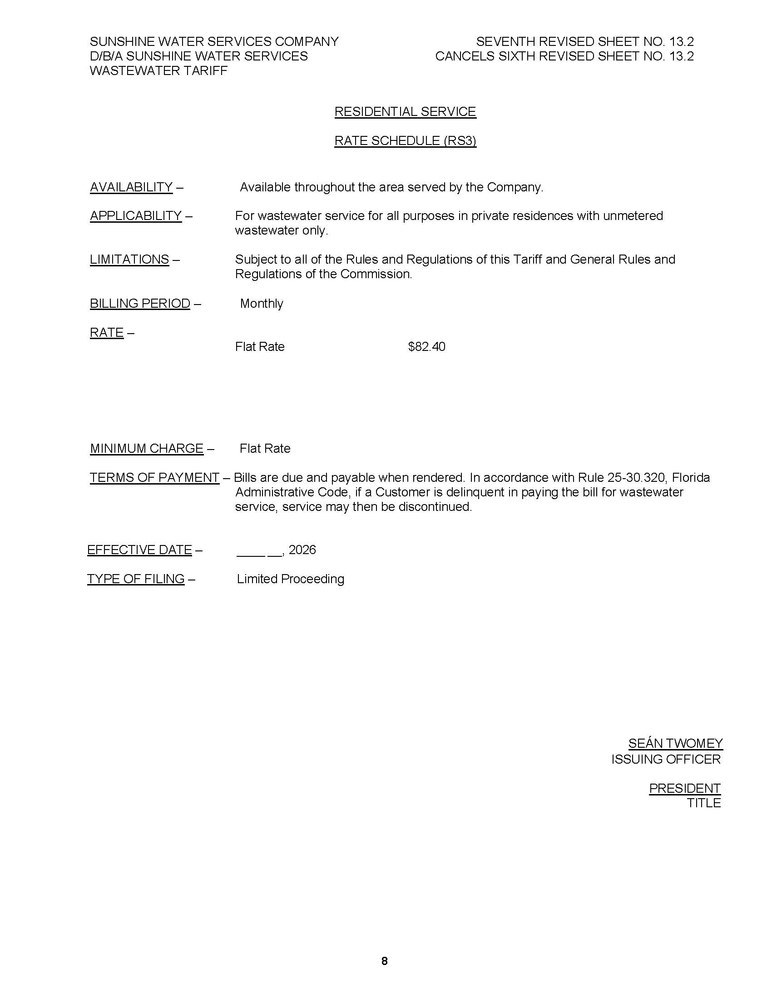 SUNSHINE WATER SERVICES COMPANY SEVENTH REVISED SHEET NO. 13.2
D/B/A SUNSHINE WATER SERVICES CANCELS SIXTH REVISED SHEET NO. 13.2
WASTEWATER TARIFF
RESIDENTIAL SERVICE
RATE SCHEDULE (RS3)
AVAILABILITY – Available throughout the area served by the Company.
APPLICABILITY – For wastewater service for all purposes in private residences with unmetered
wastewater only.
LIMITATIONS – Subject to all of the Rules and Regulations of this Tariff and General Rules and
Regulations of the Commission.
BILLING PERIOD – Monthly
RATE –
Flat Rate $82.40
MINIMUM CHARGE – Flat Rate
TERMS OF PAYMENT – Bills are due and payable when rendered. In accordance with Rule 25-30.320, Florida
Administrative Code, if a Customer is delinquent in paying the bill for wastewater
service, service may then be discontinued.
EFFECTIVE DATE – ____ __, 2026
TYPE OF FILING – Limited Proceeding
SEÁN TWOMEY
ISSUING OFFICER
PRESIDENT
TITLE
8